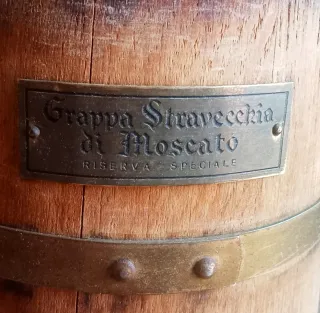 Grappa Stravecchia
di Moscato
RISERVA SPECIALE